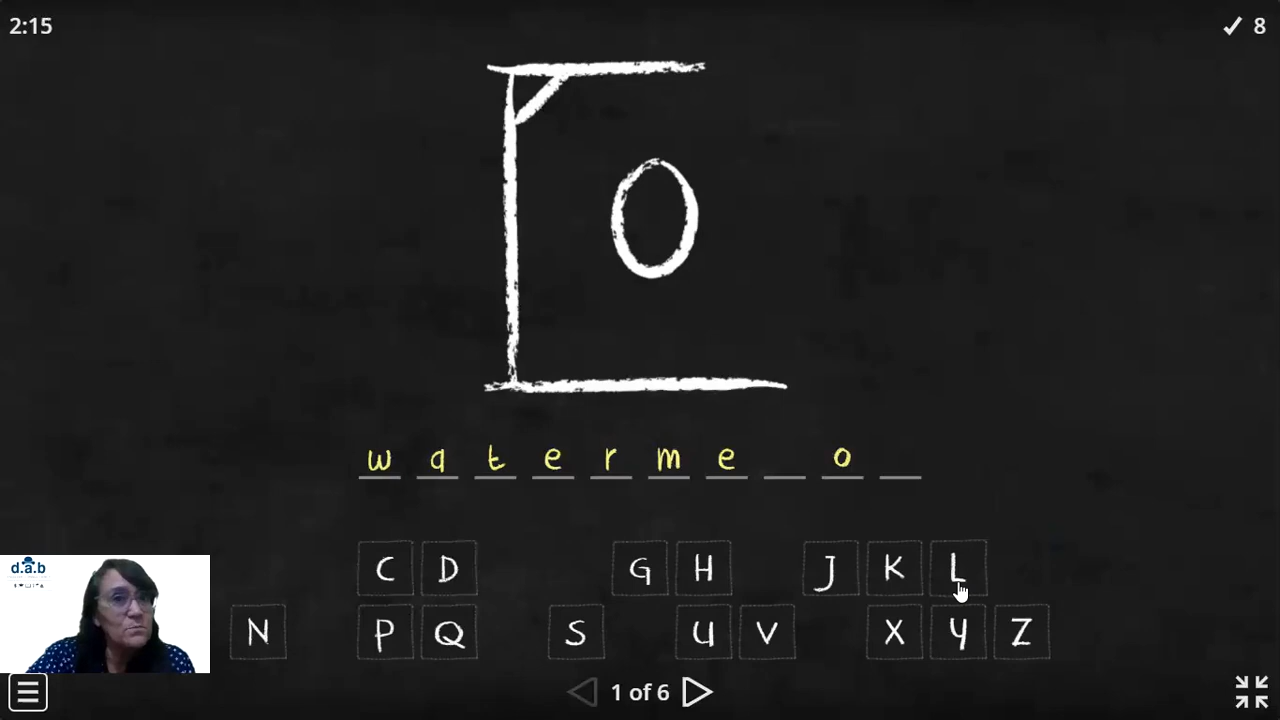 2:15
✓ 8
w a t e r m e _ o _
d.a.b
C D G H J K L
N P Q S U V X Y Z
1 of 6